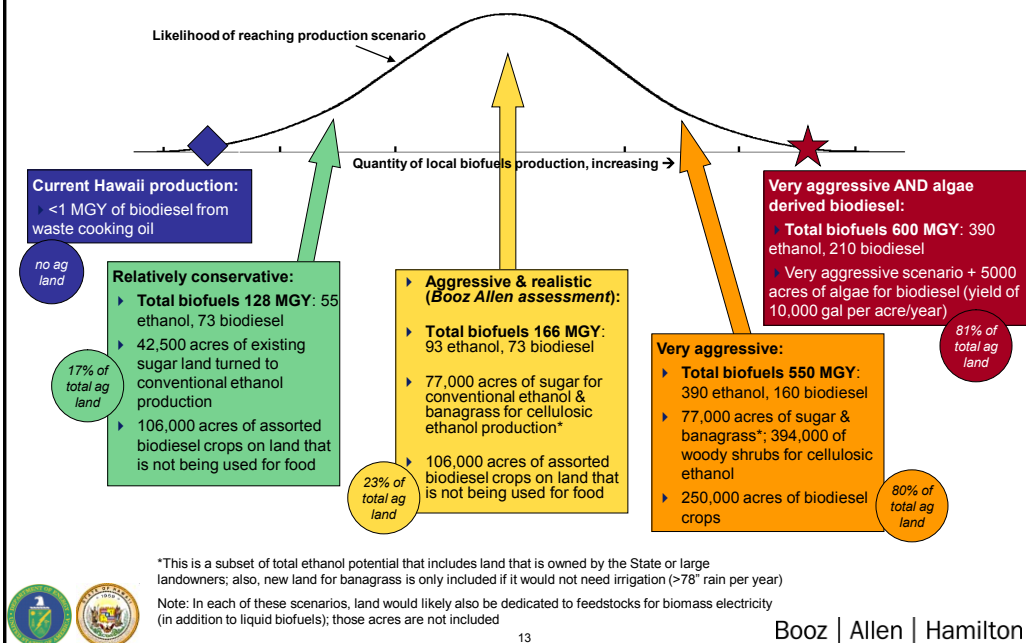 Likelihood of reaching production scenario
Quantity of local biofuels production, increasing →
Current Hawaii production:
<1 MGY of biodiesel from
waste cooking oil
no ag
land
Relatively conservative:
Total biofuels 128 MGY: 55
ethanol, 73 biodiesel
42,500 acres of existing
sugar land turned to
conventional ethanol
production
106,000 acres of assorted
biodiesel crops on land that
is not being used for food
17% of
total ag
land
Aggressive & realistic
(Booz Allen assessment):
Total biofuels 166 MGY:
93 ethanol, 73 biodiesel
77,000 acres of sugar for
conventional ethanol &
banagrass for cellulosic
ethanol production*
106,000 acres of assorted
biodiesel crops on land that
is not being used for food
23% of
total ag
land
Very aggressive:
Total biofuels 550 MGY:
390 ethanol, 160 biodiesel
77,000 acres of sugar &
banagrass*; 394,000 of
woody shrubs for cellulosic
ethanol
250,000 acres of biodiesel
crops
80% of
total ag
land
Very aggressive AND algae
derived biodiesel:
Total biofuels 600 MGY: 390
ethanol, 210 biodiesel
Very aggressive scenario + 5000
acres of algae for biodiesel (yield of
10,000 gal per acre/year)
81% of
total ag
land
*This is a subset of total ethanol potential that includes land that is owned by the State or large
landowners; also, new land for banagrass is only included if it would not need irrigation (>78” rain per year)
Note: In each of these scenarios, land would likely also be dedicated to feedstocks for biomass electricity
(in addition to liquid biofuels); those acres are not included
13
Booz | Allen | Hamilton